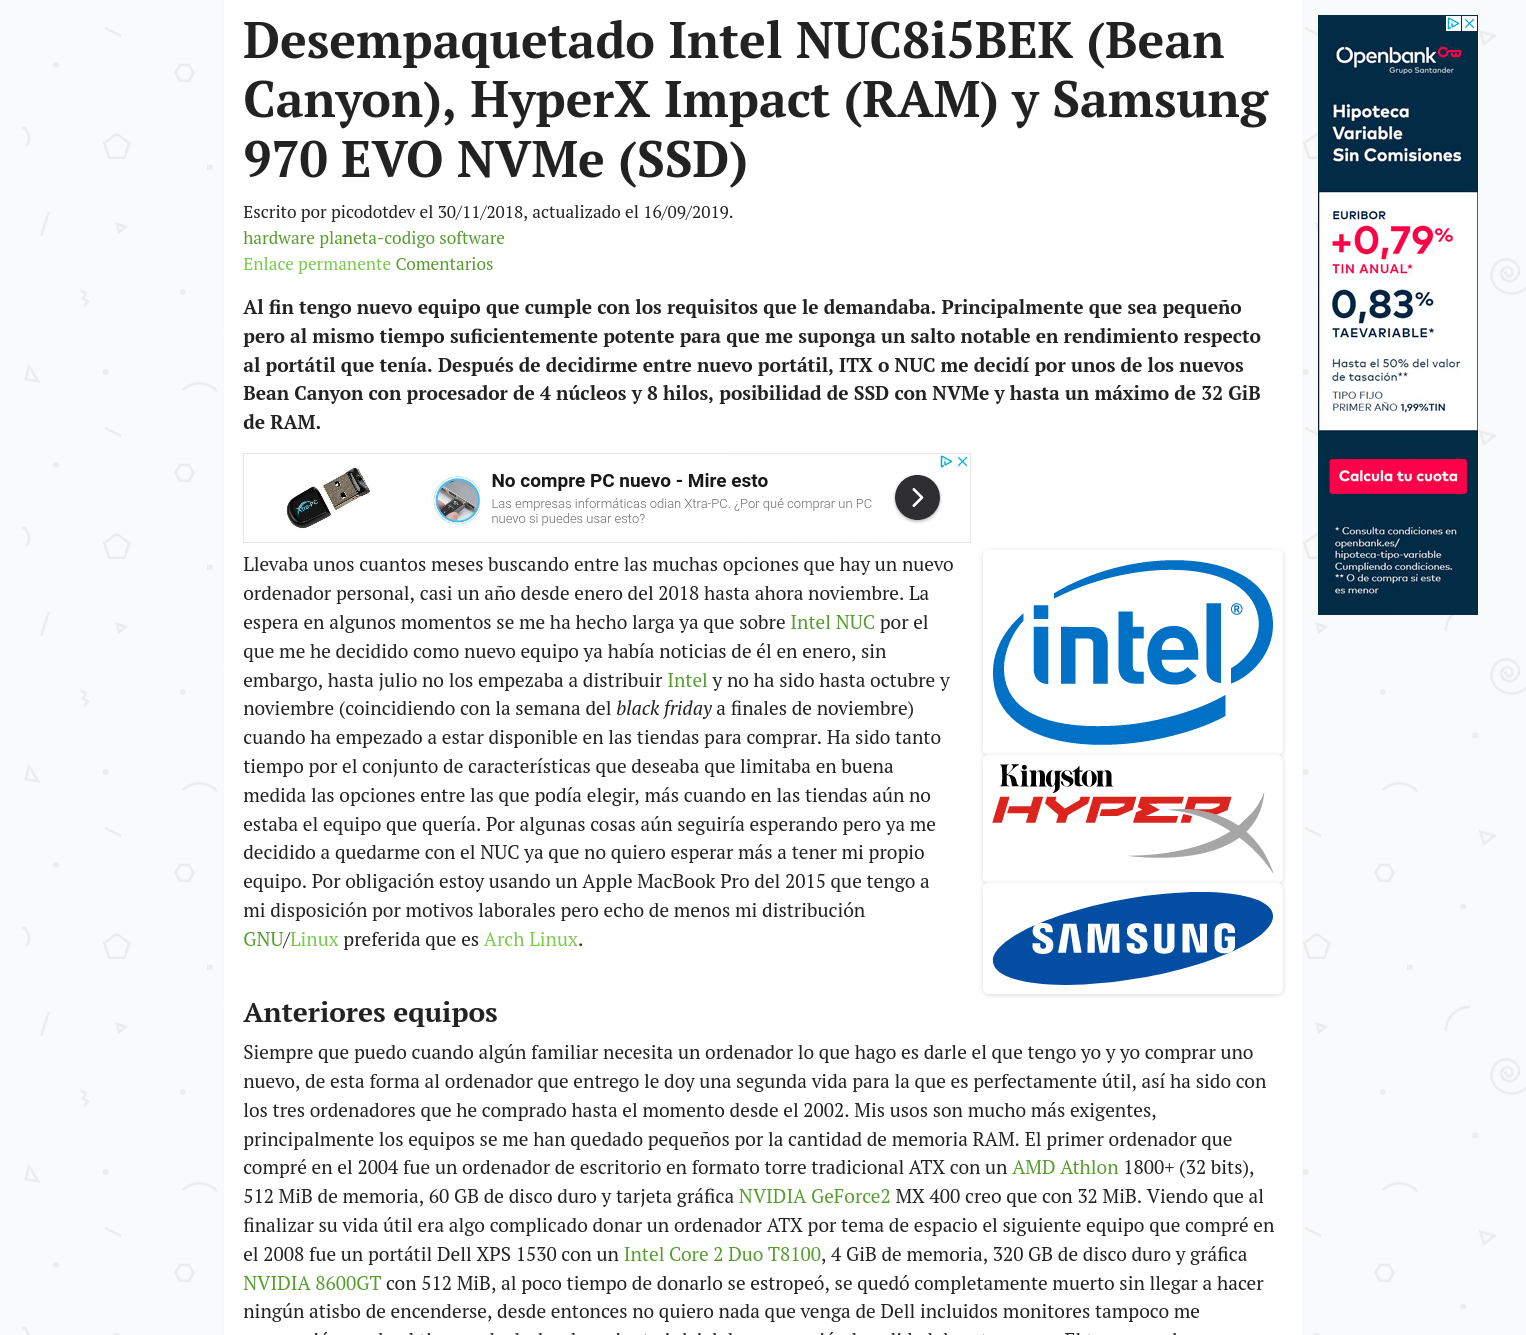 Desempaquetado Intel NUC8i5BEK (Bean
Canyon), HyperX Impact (RAM) y Samsung
970 EVO NVMe (SSD)
Escrito por picodotdev el 30/11/2018, actualizado el 16/09/2019.
hardware planeta-codigo software
Enlace permanente Comentarios
Al fin tengo nuevo equipo que cumple con los requisitos que le demandaba. Principalmente que sea pequeño
pero al mismo tiempo suficientemente potente para que me suponga un salto notable en rendimiento respecto
al portátil que tenía. Después de decidirme entre nuevo portátil, ITX o NUC me decidí por unos de los nuevos
Bean Canyon con procesador de 4 núcleos y 8 hilos, posibilidad de SSD con NVMe y hasta un máximo de 32 GiB
de RAM.
No compre PC nuevo - Mire esto
Las empresas informáticas odian Xtra-PC. ¿Por qué comprar un PC
nuevo si puedes usar esto?
Llevaba unos cuantos meses buscando entre las muchas opciones que hay un nuevo
ordenador personal, casi un año desde enero del 2018 hasta ahora noviembre. La
espera en algunos momentos se me ha hecho larga ya que sobre Intel NUC por el
que me he decidido como nuevo equipo ya había noticias de él en enero, sin
embargo, hasta julio no los empezaba a distribuir Intel y no ha sido hasta octubre y
noviembre (coincidiendo con la semana del black friday a finales de noviembre)
cuando ha empezado a estar disponible en las tiendas para comprar. Ha sido tanto
tiempo por el conjunto de características que deseaba que limitaba en buena
medida las opciones entre las que podía elegir, más cuando en las tiendas aún no
estaba el equipo que quería. Por algunas cosas aún seguiría esperando pero ya me
decidido a quedarme con el NUC ya que no quiero esperar más a tener mi propio
equipo. Por obligación estoy usando un Apple MacBook Pro del 2015 que tengo a
mi disposición por motivos laborales pero echo de menos mi distribución
GNU/Linux preferida que es Arch Linux.
intel®
Kingston
HYPERX
SAMSUNG
Anteriores equipos
Siempre que puedo cuando algún familiar necesita un ordenador lo que hago es darle el que tengo yo y yo comprar uno
nuevo, de esta forma al ordenador que entrego le doy una segunda vida para la que es perfectamente útil, así ha sido con
los tres ordenadores que he comprado hasta el momento desde el 2002. Mis usos son mucho más exigentes,
principalmente los equipos se me han quedado pequeños por la cantidad de memoria RAM. El primer ordenador que
compré en el 2004 fue un ordenador de escritorio en formato torre tradicional ATX con un AMD Athlon 1800+ (32 bits),
512 MiB de memoria, 60 GB de disco duro y tarjeta gráfica NVIDIA GeForce2 MX 400 creo que con 32 MiB. Viendo que al
finalizar su vida útil era algo complicado donar un ordenador ATX por tema de espacio el siguiente equipo que compré en
el 2008 fue un portátil Dell XPS 1530 con un Intel Core 2 Duo T8100, 4 GiB de memoria, 320 GB de disco duro y gráfica
NVIDIA 8600GT con 512 MiB, al poco tiempo de donarlo se estropeó, se quedó completamente muerto sin llegar a hacer
ningún atisbo de encenderse, desde entonces no quiero nada que venga de Dell incluidos monitores tampoco me
Openbank
Grupo Santander
Hipoteca
Variable
Sin Comisiones
EURIBOR
+0,79%
TIN ANUAL*
0,83%
TAEVARIABLE*
Hasta el 50% del valor
de tasación**
TIPO FIJO
PRIMER AÑO 1,99%TIN
Calcula tu cuota
* Consulta condiciones en
openbank.es/
hipoteca-tipo-variable
Cumpliendo condiciones.
** O de compra si este
es menor